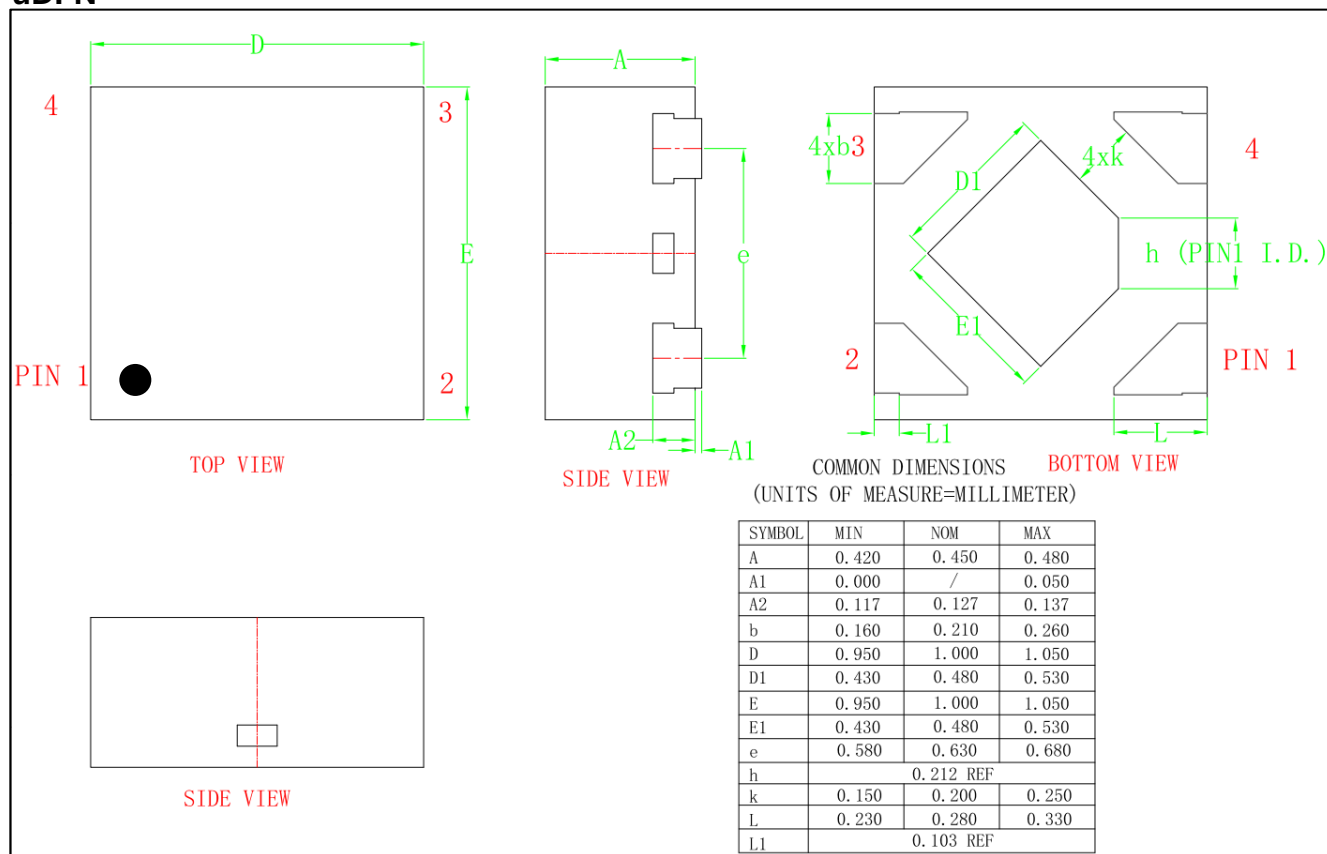 D
4
3
E
PIN 1
2
TOP VIEW
A
e
A2
A1
SIDE VIEW
4xb
3
D1
4xk
4
h (PIN1 I.D.)
E1
2
PIN 1
L1
L
BOTTOM VIEW
SIDE VIEW
COMMON DIMENSIONS
(UNITS OF MEASURE=MILLIMETER)
SYMBOL MIN NOM MAX
A 0.420 0.450 0.480
A1 0.000 / 0.050
A2 0.117 0.127 0.137
b 0.160 0.210 0.260
D 0.950 1.000 1.050
D1 0.430 0.480 0.530
E 0.950 1.000 1.050
E1 0.430 0.480 0.530
e 0.580 0.630 0.680
h 0.212 REF
k 0.150 0.200 0.250
L 0.230 0.280 0.330
L1 0.103 REF